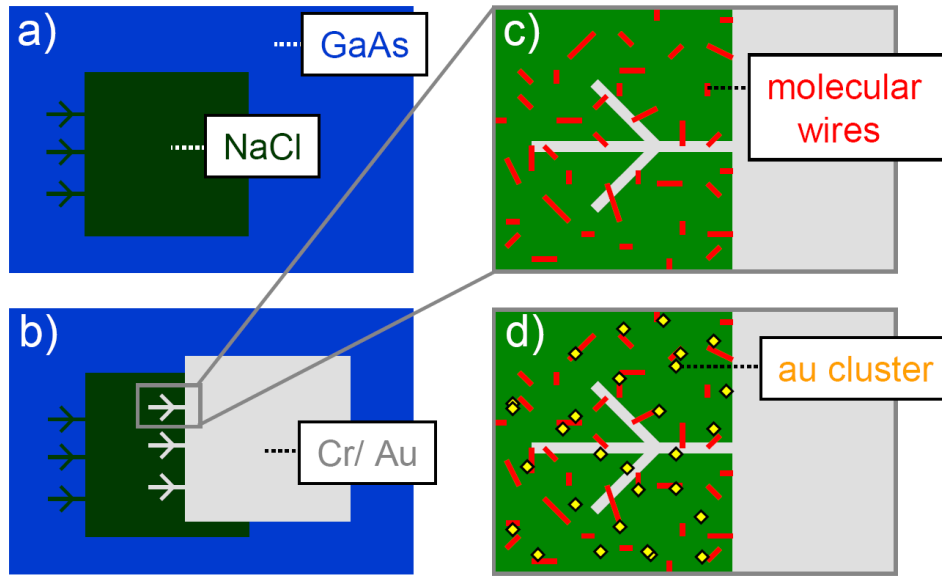 a)
GaAs
NaCl
b)
Cr/ Au
c)
molecular
wires
d)
au cluster